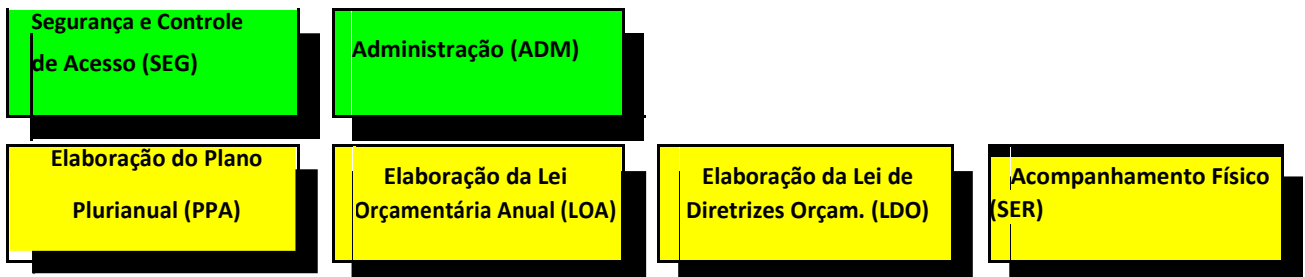 Segurança e Controle
de Acesso (SEG)
Administração (ADM)
Elaboração do Plano
Plurianual (PPA)
Elaboração da Lei
Orçamentária Anual (LOA)
Elaboração da Lei de
Diretrizes Orçam. (LDO)
Acompanhamento Físico
(SER)